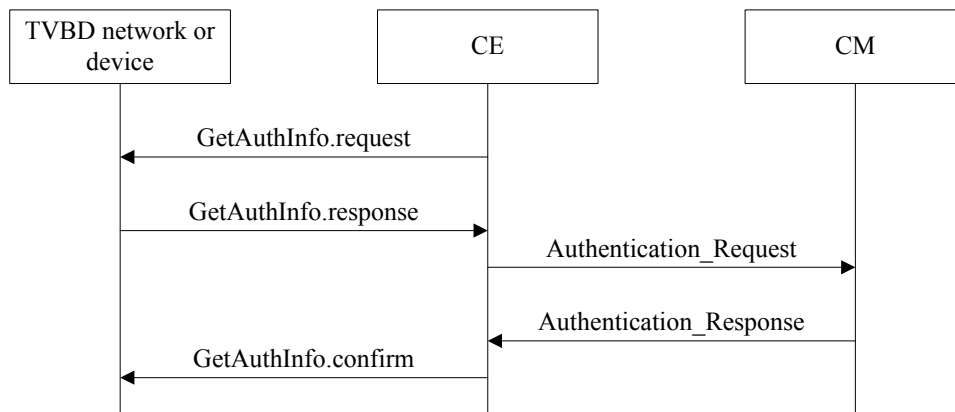 TVBD network or
device
CE
CM
GetAuthInfo.request
GetAuthInfo.response
Authentication_Request
Authentication_Response
GetAuthInfo.confirm